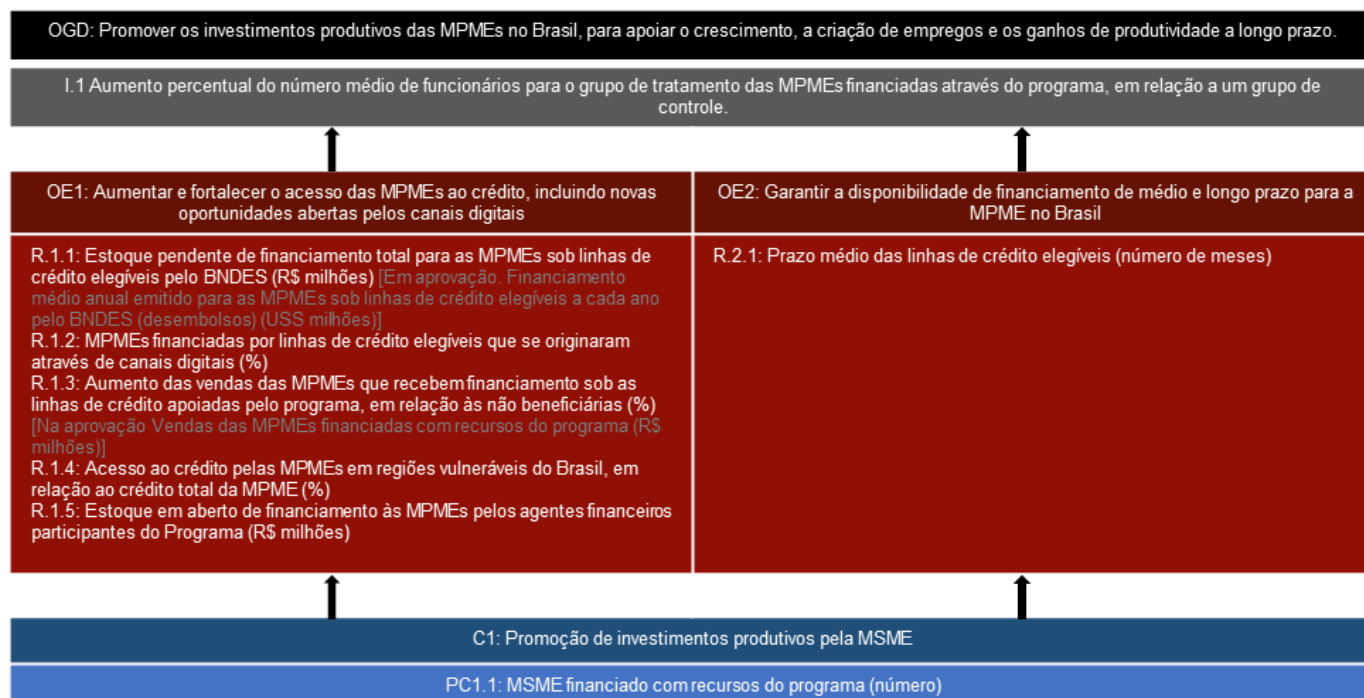 OGD: Promover os investimentos produtivos das MPMEs no Brasil, para apoiar o crescimento, a criação de empregos e os ganhos de produtividade a longo prazo.
I.1 Aumento percentual do número médio de funcionários para o grupo de tratamento das MPMEs financiadas através do programa, em relação a um grupo de
controle.
OE1: Aumentar e fortalecer o acesso das MPMEs ao crédito, incluindo novas
oportunidades abertas pelos canais digitais
R.1.1: Estoque pendente de financiamento total para as MPMEs sob linhas de
crédito elegíveis pelo BNDES (R$ milhões) [Em aprovação. Financiamento
médio anual emitido para as MPMEs sob linhas de crédito elegíveis a cada ano
pelo BNDES (desembolsos) (USS milhões)]
R.1.2: MPMEs financiadas por linhas de crédito elegíveis que se originaram
através de canais digitais (%)
R.1.3: Aumento das vendas das MPMEs que recebem financiamento sob as
linhas de crédito apoiadas pelo programa, em relação às não beneficiárias (%)
[Na aprovação Vendas das MPMEs financiadas com recursos do programa (R$
milhões)]
R.1.4: Acesso ao crédito pelas MPMEs em regiões vulneráveis do Brasil, em
relação ao crédito total da MPME (%)
R.1.5: Estoque em aberto de financiamento às MPMEs pelos agentes financeiros
participantes do Programa (R$ milhões)
OE2: Garantir a disponibilidade de financiamento de médio e longo prazo para a
MPME no Brasil
R.2.1: Prazo médio das linhas de crédito elegíveis (número de meses)
C1: Promoção de investimentos produtivos pela MSME
PC1.1: MSME financiado com recursos do programa (número)